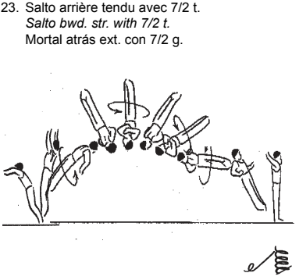 23. Salto arrière tendu avec 7/2 t.
Salto bwd. str. with 7/2 t.
Mortal atrás ext. con 7/2 g.